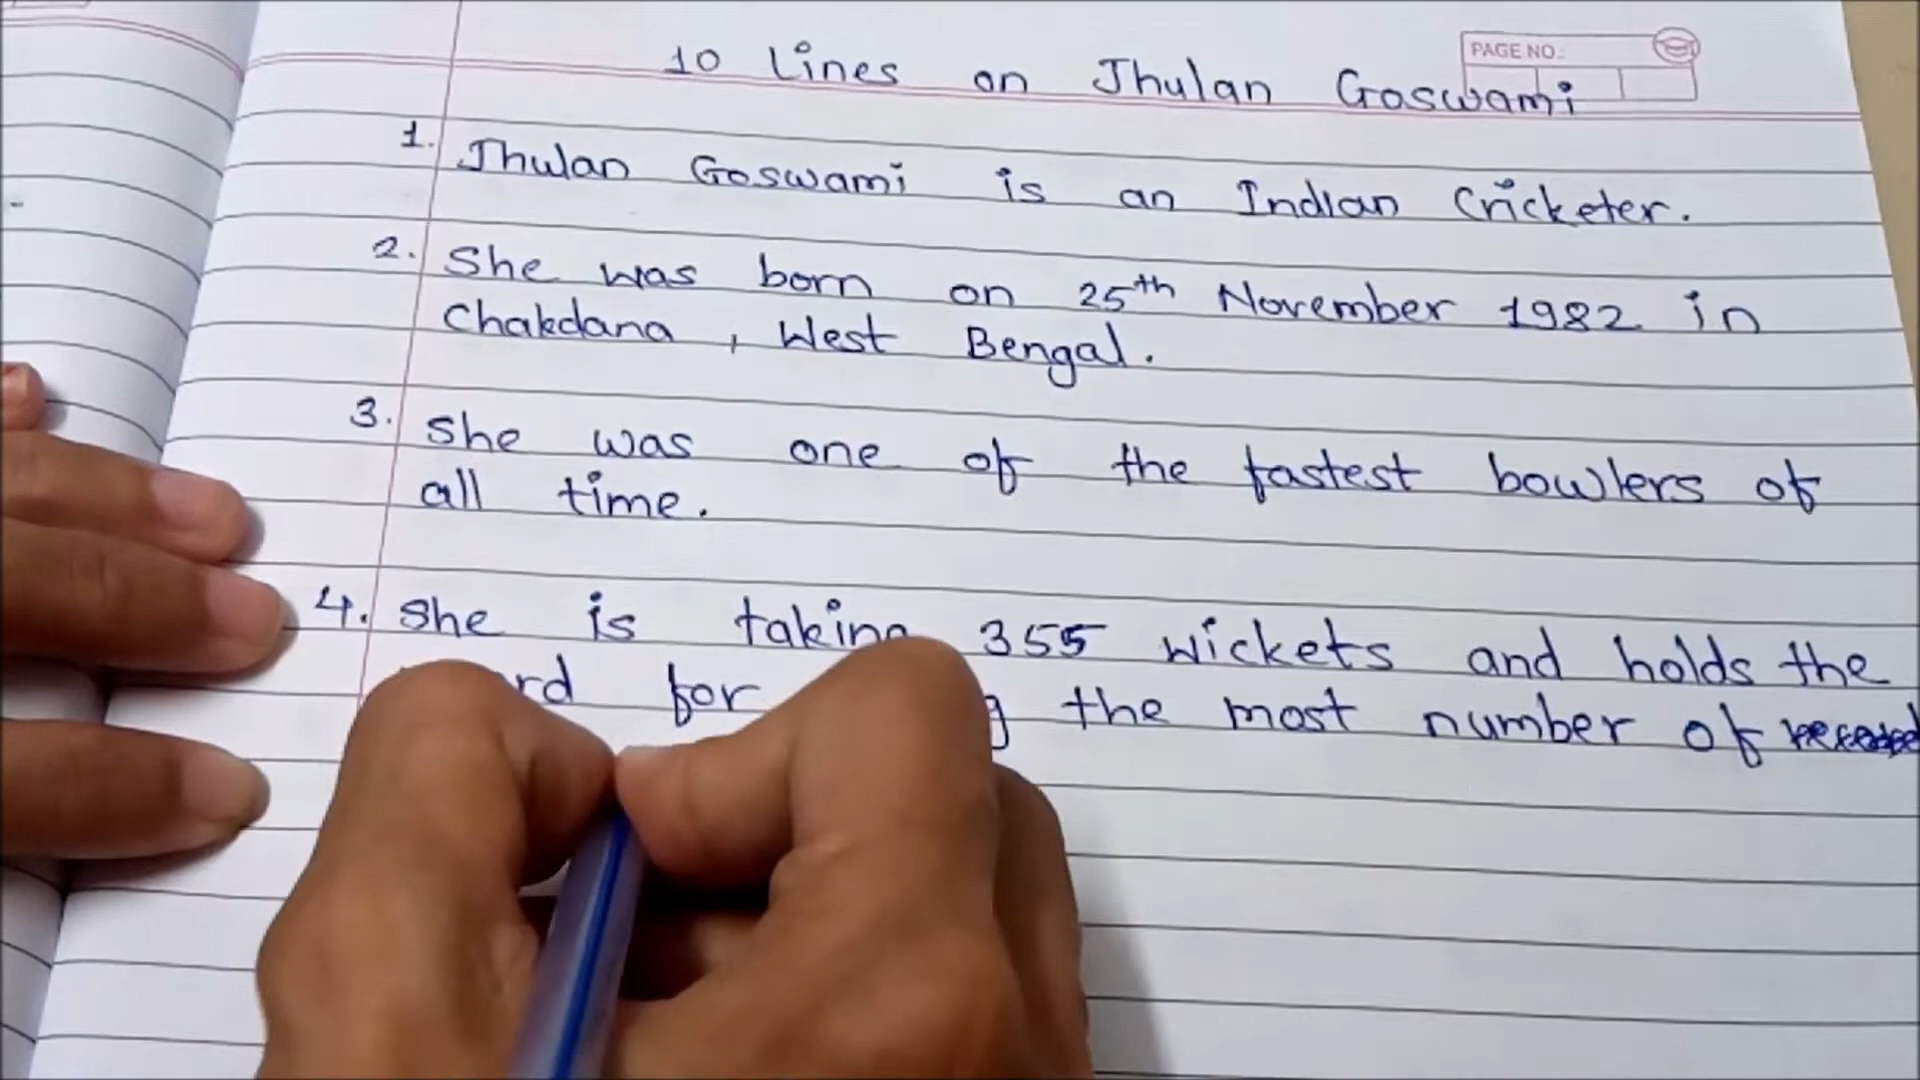 PAGE NO.:
10 Lines on Jhulan Goswami
1. Jhulan Goswami is an Indian Cricketer.
2. She was born on 25th November 1982 in
Chakdana, West Bengal.
3. She was one of the fastest bowlers of
all time.
4. She is taking 355 wickets and holds the
for the most number of